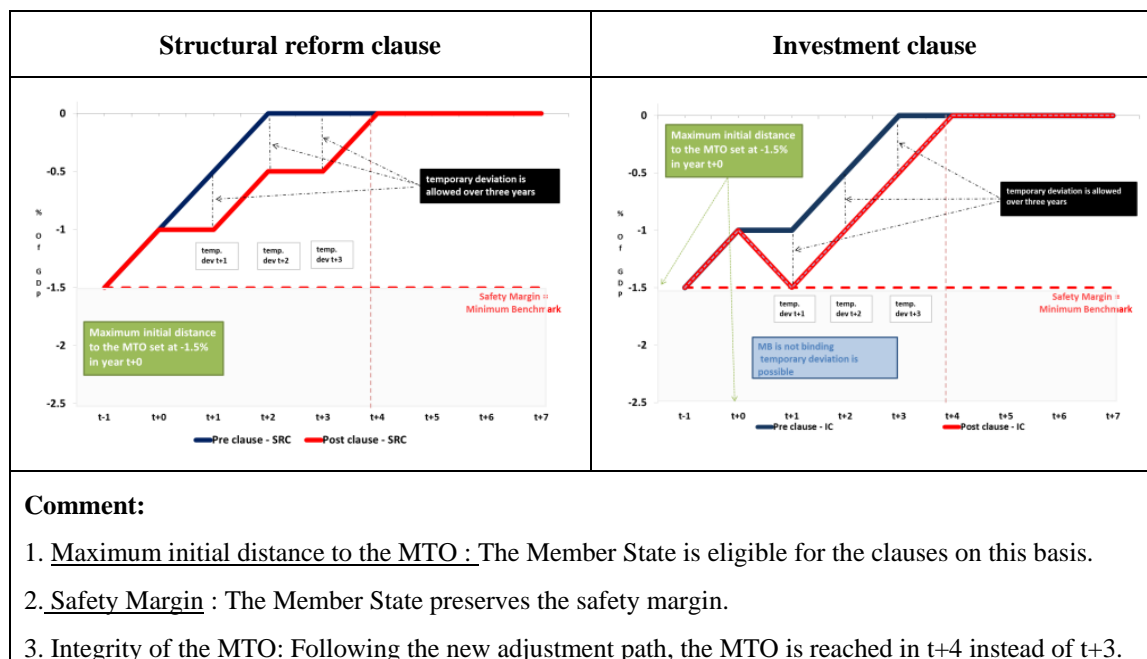 Structural reform clause
Investment clause
0
-0.5
-1
-1.5
-2
-2.5
%
O
f
G
D
P
temporary deviation is
allowed over three years
temp.
dev t+1
temp.
dev t+2
temp.
dev t+3
Safety Margin =
Minimum Benchmark
Maximum initial distance
to the MTO set at -1.5%
in year t+0
t-1
t+0
t+1
t+2
t+3
t+4
t+5
t+6
t+7
Pre clause - SRC
Post clause - SRC
0
-0.5
-1
-1.5
-2
-2.5
%
O
f
G
D
P
Maximum initial distance
to the MTO set at -1.5%
in year t+0
temporary deviation is allowed
over three years
Safety Margin =
Minimum Benchmark
temp.
dev t+1
temp.
dev t+2
temp.
dev t+3
MB is not binding
temporary deviation is
possible
t-1
t+0
t+1
t+2
t+3
t+4
t+5
t+6
t+7
Pre clause - IC
Post clause - IC
Comment:
1. Maximum initial distance to the MTO : The Member State is eligible for the clauses on this basis.
2. Safety Margin : The Member State preserves the safety margin.
3. Integrity of the MTO: Following the new adjustment path, the MTO is reached in t+4 instead of t+3.